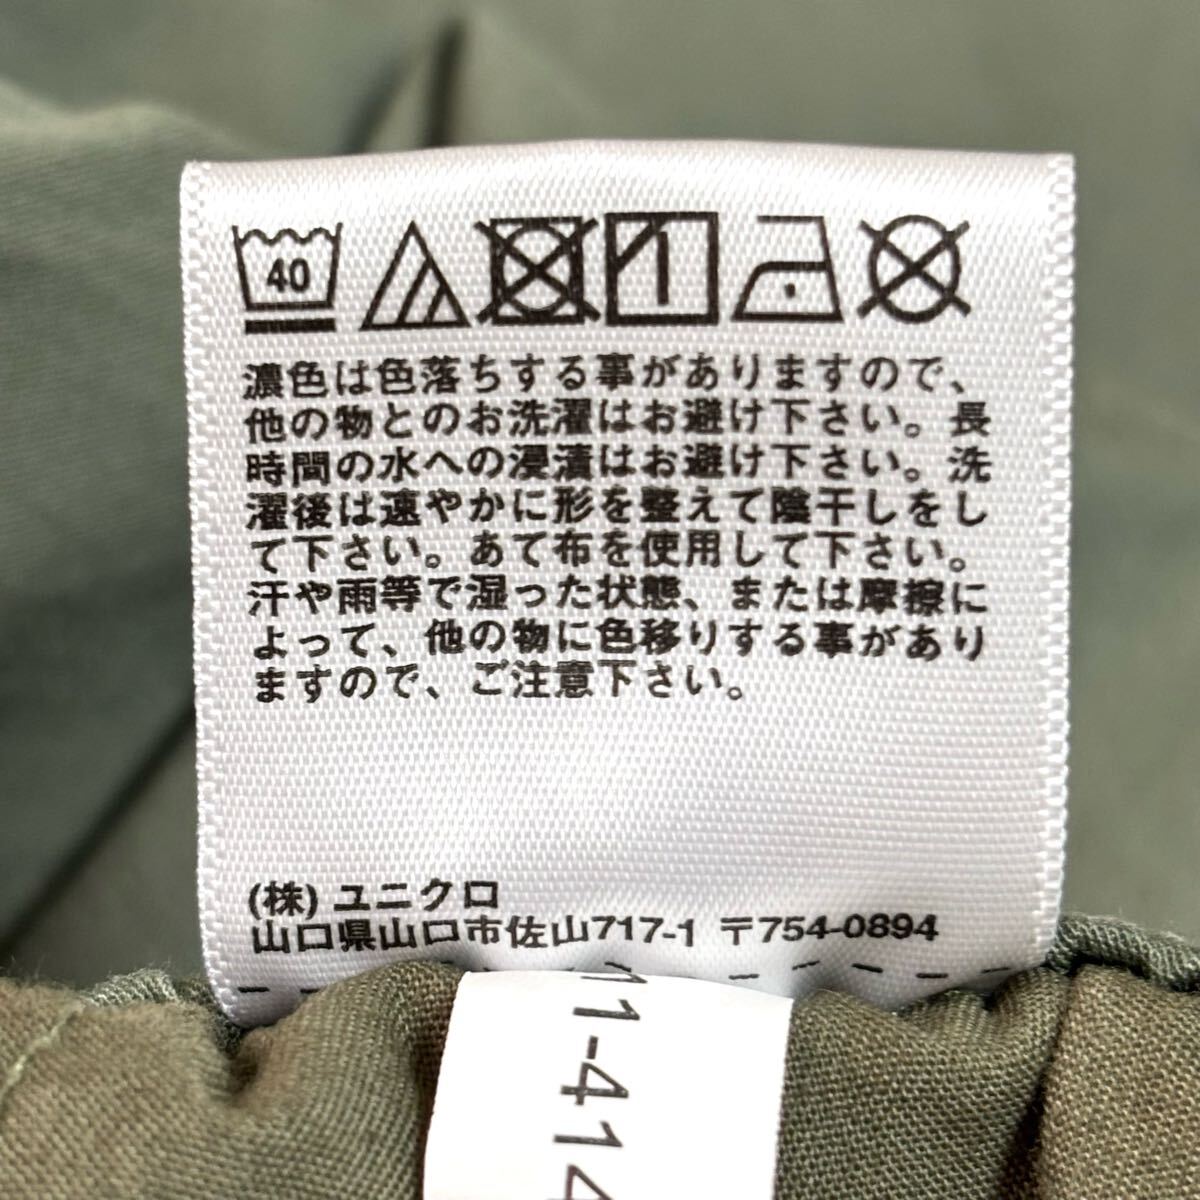 40
濃色は色落ちする事がありますので、
他の物とのお洗濯はお避け下さい。長
時間の水への浸漬はお避け下さい。洗
濯後は速やかに形を整えて陰干しをし
て下さい。あて布を使用して下さい。
汗や雨等で湿った状態、または摩擦に
よって、他の物に色移りする事があり
ますので、ご注意下さい。
(株) ユニクロ
山口県山口市佐山717-1 〒754-0894
11-414